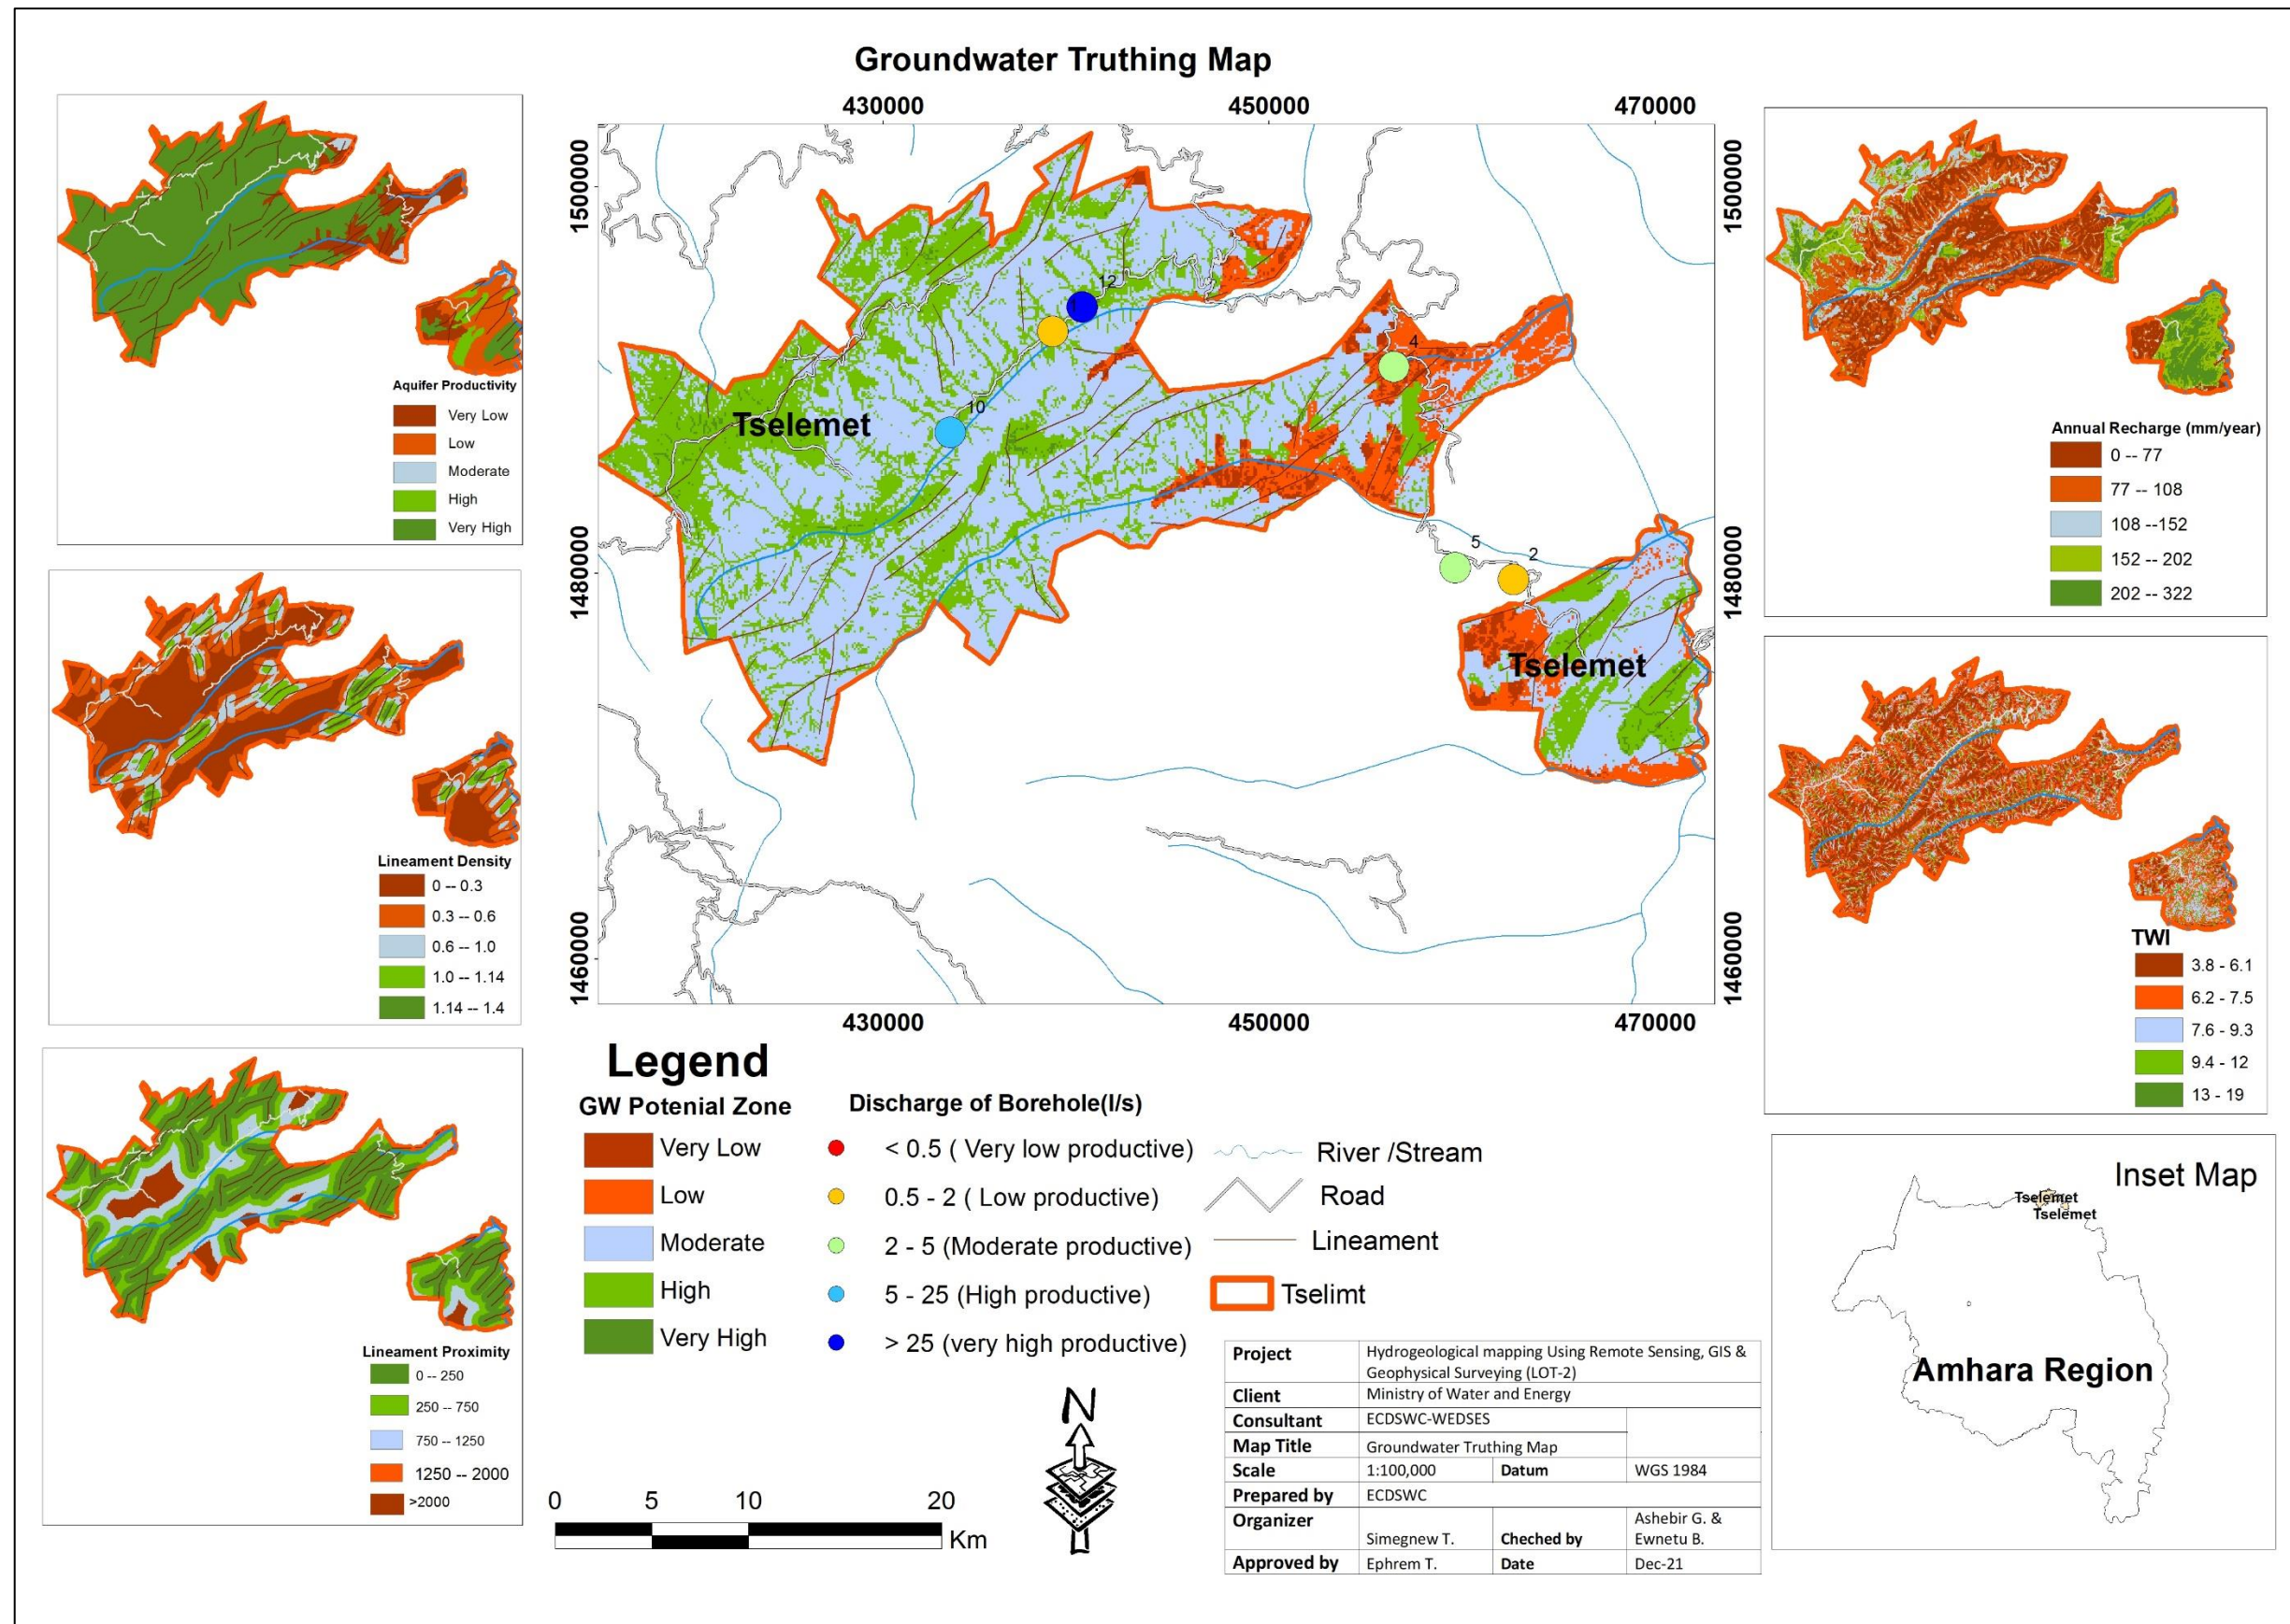 Groundwater Truthing Map
430000
450000
470000
1500000
1480000
1460000
1500000
1480000
1460000
430000
450000
470000
Tselemet
Tselemet
12
1
10
4
5
2
Aquifer Productivity
Very Low
Low
Moderate
High
Very High
Lineament Density
0 -- 0.3
0.3 -- 0.6
0.6 -- 1.0
1.0 -- 1.14
1.14 -- 1.4
Lineament Proximity
0 -- 250
250 -- 750
750 -- 1250
1250 -- 2000
>2000
Annual Recharge (mm/year)
0 -- 77
77 -- 108
108 --152
152 -- 202
202 -- 322
TWI
3.8 - 6.1
6.2 - 7.5
7.6 - 9.3
9.4 - 12
13 - 19
Inset Map
Tselemet
Tselemet
Amhara Region
Legend
GW Potenial Zone
Very Low
Low
Moderate
High
Very High
Discharge of Borehole(l/s)
< 0.5 ( Very low productive)
0.5 - 2 ( Low productive)
2 - 5 (Moderate productive)
5 - 25 (High productive)
> 25 (very high productive)
River /Stream
Road
Lineament
Tselimt
N
0 5 10 20
Km
Project Hydrogeological mapping Using Remote Sensing, GIS &
Geophysical Surveying (LOT-2)
Client Ministry of Water and Energy
Consultant ECDSWC-WEDSES
Map Title Groundwater Truthing Map
Scale 1:100,000 Datum WGS 1984
Prepared by ECDSWC
Organizer Simegnew T. Cheched by Ashebir G. &
Ewnetu B.
Approved by Ephrem T. Date Dec-21